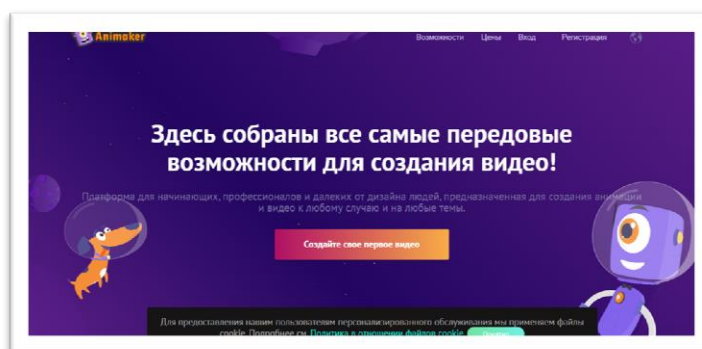 Animaker
Возможности Цены Вход Регистрация
Здесь собраны все самые передовые
возможности для создания видео!
Платформа для начинающих, профессионалов и далеких от дизайна людей, предназначенная для создания анимации
и видео к любому случаю и на любые темы.
Создайте свое первое видео
Для предоставления нашим пользователям персонализированного обслуживания мы применяем файлы
cookie. Подробнее см. Политика в отношении файлов cookie